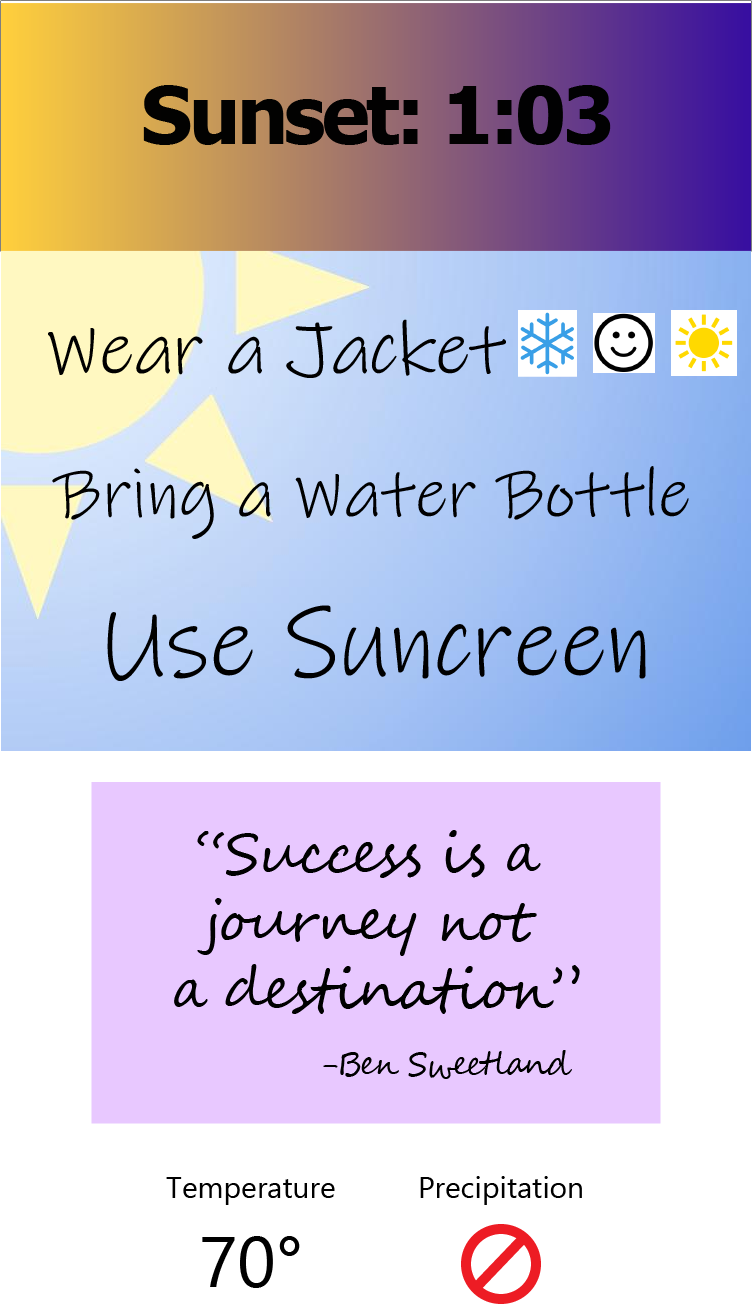 Sunset: 1:03
Wear a Jacket
Bring a Water Bottle
Use Suncreen
“Success is a
journey not
a destination”
-Ben Sweetland
Temperature Precipitation
70°